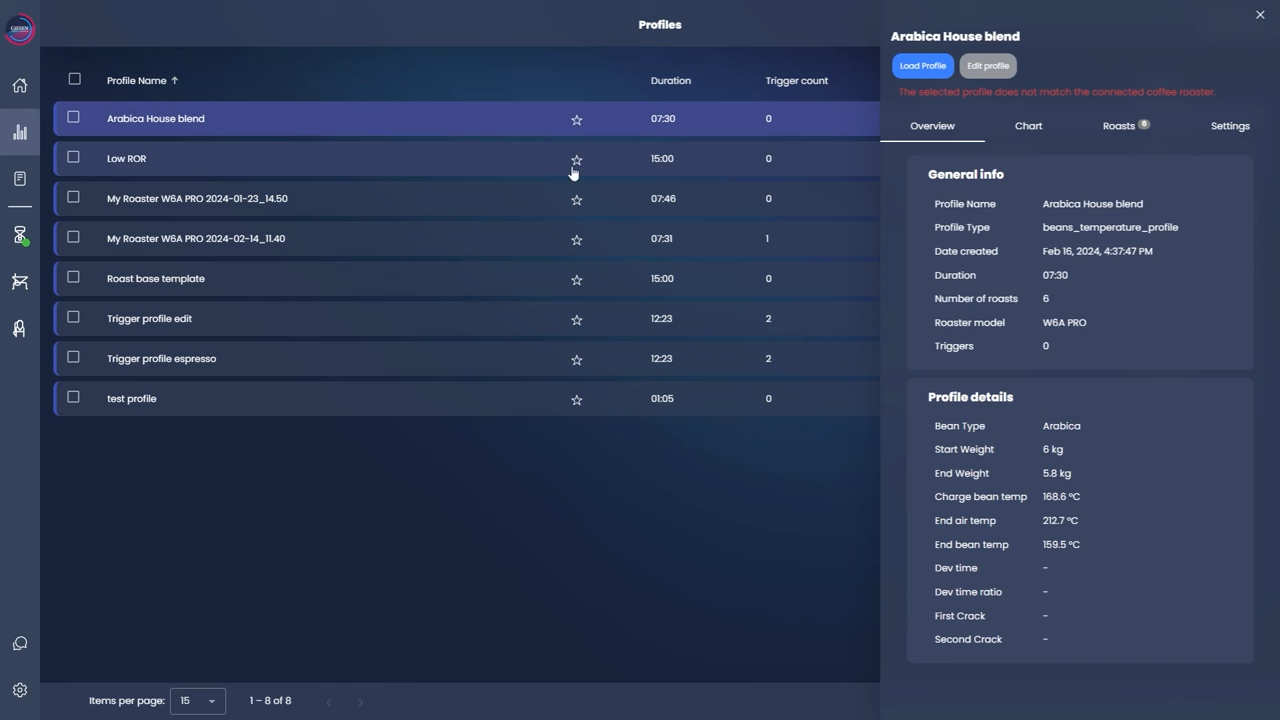 GIESEN
Profiles
Profile Name ↑ Duration Trigger count
Arabica House blend 07:30 0
Low ROR 15:00 0
My Roaster W6A PRO 2024-01-23_14.50 07:46 0
My Roaster W6A PRO 2024-02-14_11.40 07:31 1
Roast base template 15:00 0
Trigger profile edit 12:23 2
Trigger profile espresso 12:23 2
test profile 01:05 0
Items per page: 15 1 – 8 of 8
Arabica House blend
Load Profile Edit profile
The selected profile does not match the connected coffee roaster.
Overview Chart Roasts 6 Settings
General info
Profile Name Arabica House blend
Profile Type beans_temperature_profile
Date created Feb 16, 2024, 4:37:47 PM
Duration 07:30
Number of roasts 6
Roaster model W6A PRO
Triggers 0
Profile details
Bean Type Arabica
Start Weight 6 kg
End Weight 5.8 kg
Charge bean temp 168.6 ºC
End air temp 212.7 ºC
End bean temp 159.5 ºC
Dev time -
Dev time ratio -
First Crack -
Second Crack -